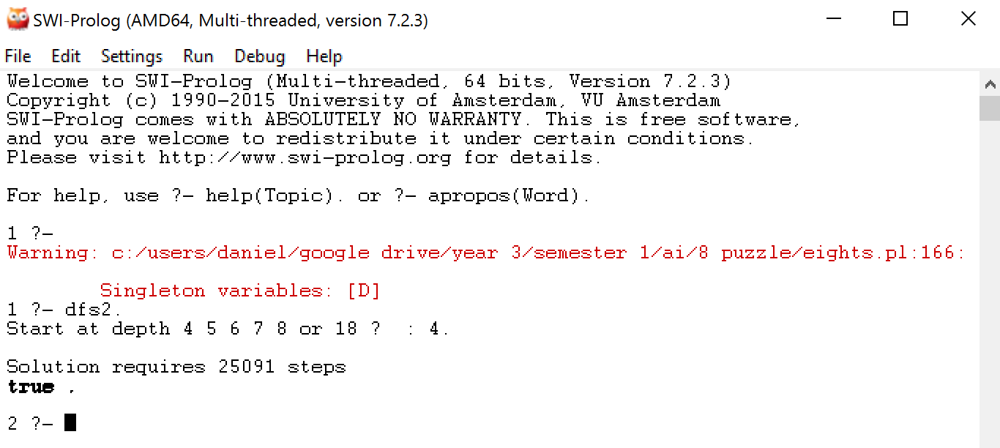 SWI-Prolog (AMD64, Multi-threaded, version 7.2.3)
File Edit Settings Run Debug Help
Welcome to SWI-Prolog (Multi-threaded, 64 bits, Version 7.2.3)
Copyright (c) 1990-2015 University of Amsterdam, VU Amsterdam
SWI-Prolog comes with ABSOLUTELY NO WARRANTY. This is free software,
and you are welcome to redistribute it under certain conditions.
Please visit http://www.swi-prolog.org for details.
For help, use ?- help(Topic). or ?- apropos(Word).
1 ?-
Warning: c:/users/daniel/google drive/year 3/semester 1/ai/8 puzzle/eights.pl:166:
Singleton variables: [D]
1 ?- dfs2.
Start at depth 4 5 6 7 8 or 18 ?  : 4.
Solution requires 25091 steps
true .
2 ?-